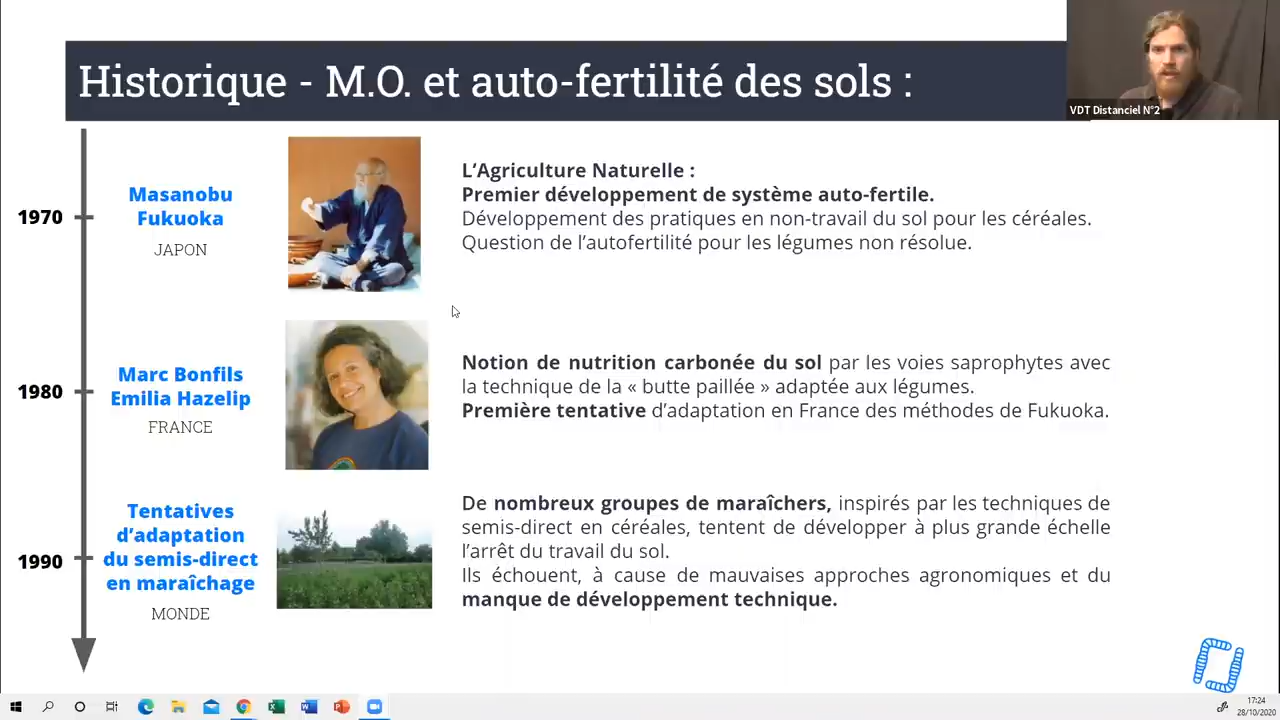 Historique - M.O. et auto-fertilité des sols :
VDT Distanciel N°2
1970
Masanobu
Fukuoka
JAPON
L'Agriculture Naturelle :
Premier développement de système auto-fertile.
Développement des pratiques en non-travail du sol pour les céréales.
Question de l'autofertilité pour les légumes non résolue.
1980
Marc Bonfils
Emilia Hazelip
FRANCE
Notion de nutrition carbonée du sol par les voies saprophytes avec
la technique de la « butte paillée » adaptée aux légumes.
Première tentative d'adaptation en France des méthodes de Fukuoka.
1990
Tentatives
d'adaptation
du semis-direct
en maraîchage
MONDE
De nombreux groupes de maraîchers, inspirés par les techniques de
semis-direct en céréales, tentent de développer à plus grande échelle
l'arrêt du travail du sol.
Ils échouent, à cause de mauvaises approches agronomiques et du
manque de développement technique.
17:24
28/10/2020